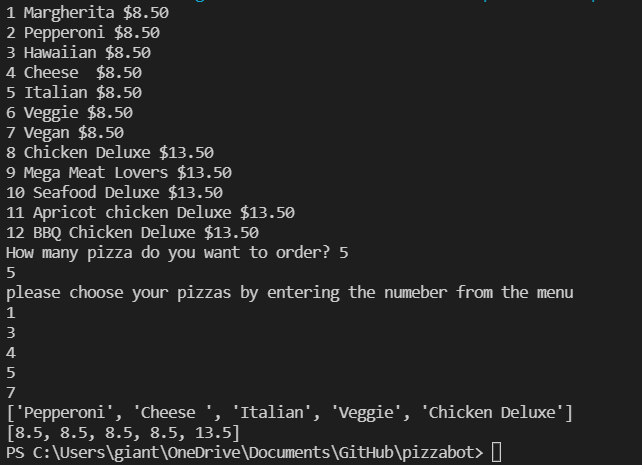 1 Margherita $8.50
2 Pepperoni $8.50
3 Hawaiian $8.50
4 Cheese  $8.50
5 Italian $8.50
6 Veggie $8.50
7 Vegan $8.50
8 Chicken Deluxe $13.50
9 Mega Meat Lovers $13.50
10 Seafood Deluxe $13.50
11 Apricot chicken Deluxe $13.50
12 BBQ Chicken Deluxe $13.50
How many pizza do you want to order? 5
5
please choose your pizzas by entering the numeber from the menu
1
3
4
5
7
['Pepperoni', 'Cheese ', 'Italian', 'Veggie', 'Chicken Deluxe']
[8.5, 8.5, 8.5, 8.5, 13.5]
PS C:\Users\giant\OneDrive\Documents\GitHub\pizzabot>